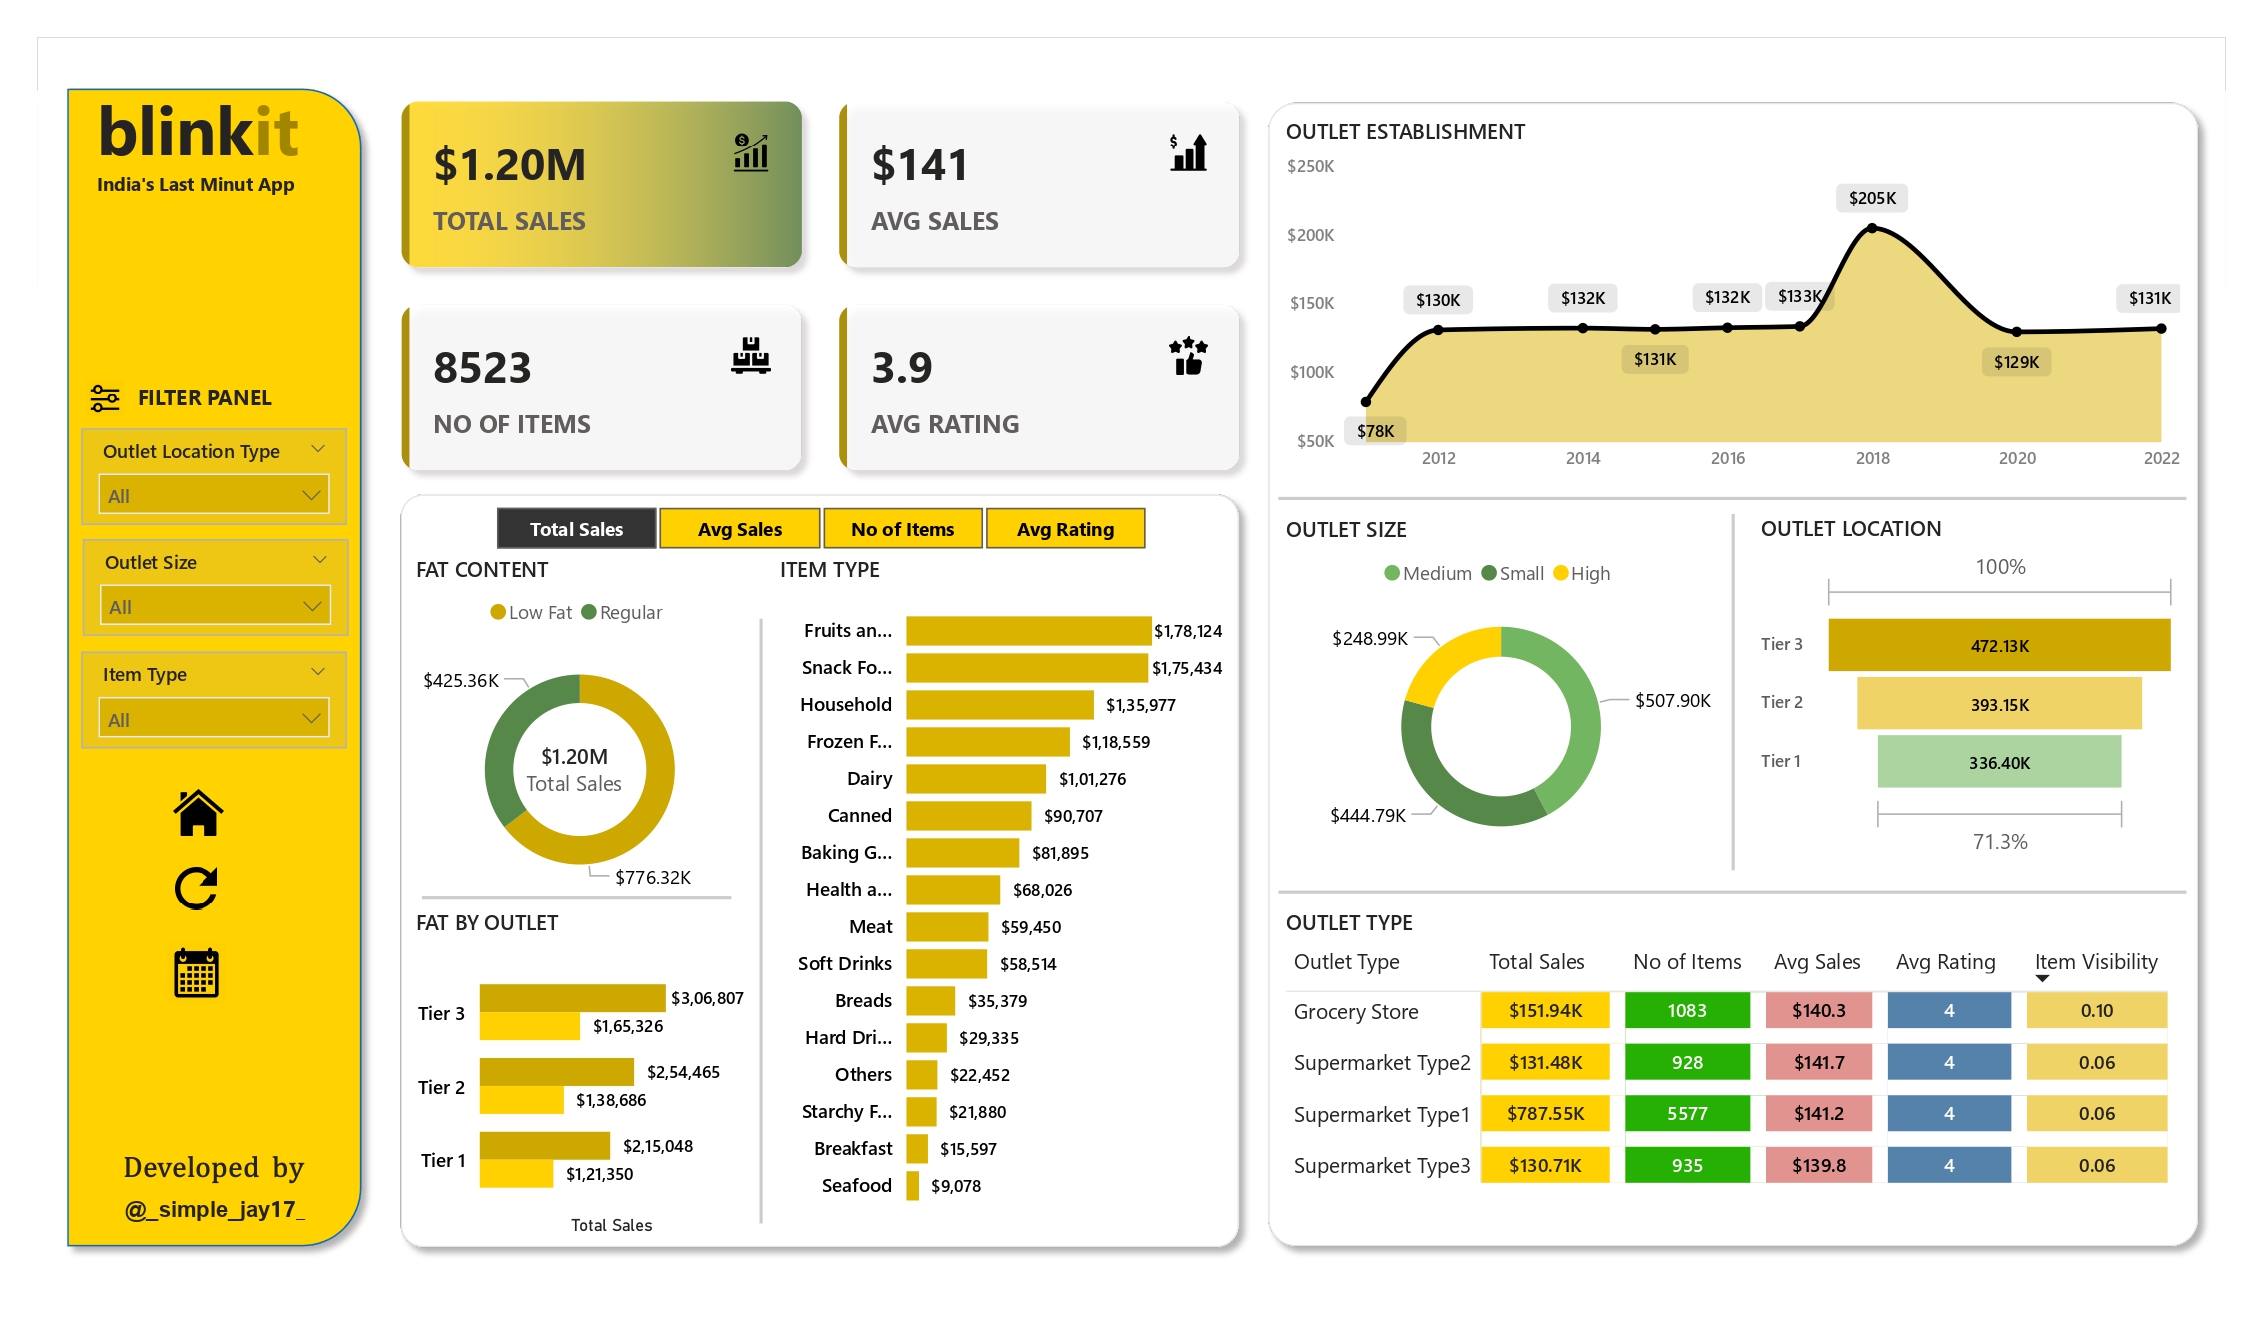 blinkit
India's Last Minut App
FILTER PANEL
Outlet Location Type
All
Outlet Size
All
Item Type
All
Developed by
@_simple_jay17_
$1.20M
TOTAL SALES
$141
AVG SALES
8523
NO OF ITEMS
3.9
AVG RATING
Total Sales Avg Sales No of Items Avg Rating
FAT CONTENT
Low Fat Regular
$425.36K
$1.20M
Total Sales
$776.32K
FAT BY OUTLET
Tier 3 $3,06,807
$1,65,326
Tier 2 $2,54,465
$1,38,686
Tier 1 $2,15,048
$1,21,350
Total Sales
ITEM TYPE
Fruits an... $1,78,124
Snack Fo... $1,75,434
Household $1,35,977
Frozen F... $1,18,559
Dairy $1,01,276
Canned $90,707
Baking G... $81,895
Health a... $68,026
Meat $59,450
Soft Drinks $58,514
Breads $35,379
Hard Dri... $29,335
Others $22,452
Starchy F... $21,880
Breakfast $15,597
Seafood $9,078
OUTLET ESTABLISHMENT
$250K
$200K
$150K
$100K
$50K
$78K
$130K
$132K
$131K
$132K
$133K
$205K
$129K
$131K
2012 2014 2016 2018 2020 2022
OUTLET SIZE
Medium Small High
$248.99K
$507.90K
$444.79K
OUTLET LOCATION
100%
Tier 3 472.13K
Tier 2 393.15K
Tier 1 336.40K
71.3%
OUTLET TYPE
Outlet Type Total Sales No of Items Avg Sales Avg Rating Item Visibility
Grocery Store $151.94K 1083 $140.3 4 0.10
Supermarket Type2 $131.48K 928 $141.7 4 0.06
Supermarket Type1 $787.55K 5577 $141.2 4 0.06
Supermarket Type3 $130.71K 935 $139.8 4 0.06